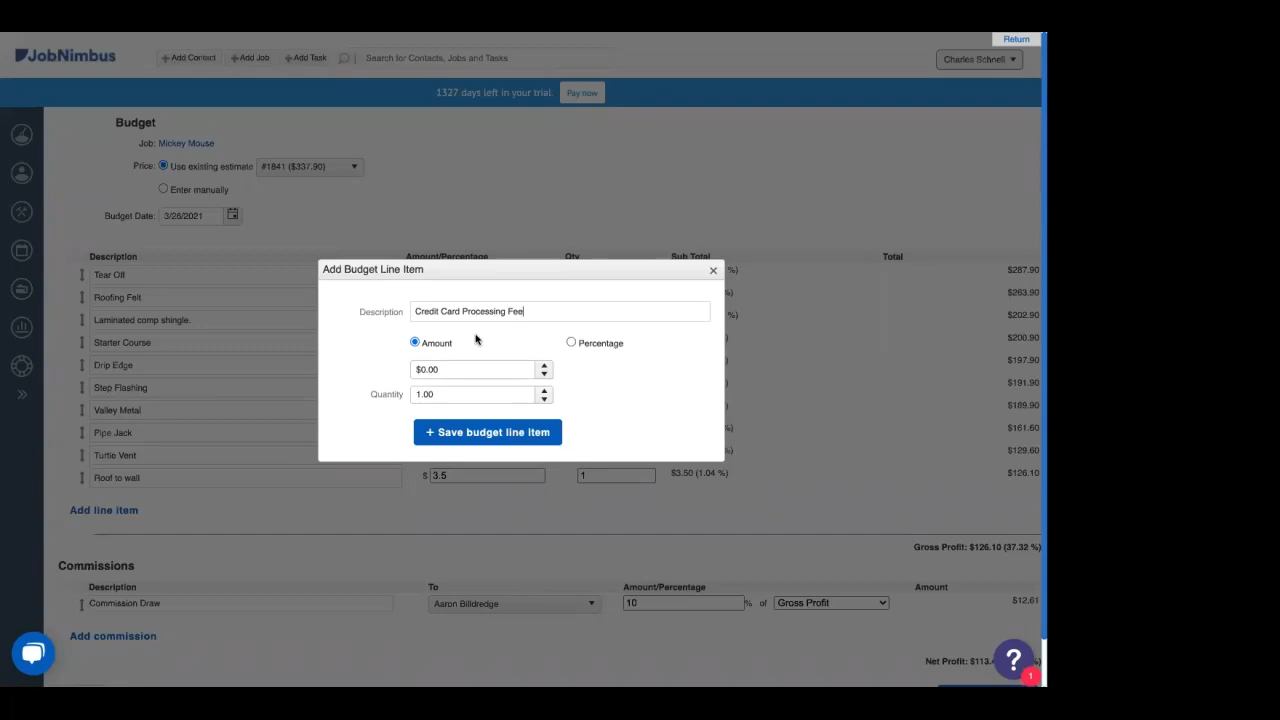 Return
JobNimbus
+ Add Contact + Add Job + Add Task Search for Contacts, Jobs and Tasks Charles Schnell
1327 days left in your trial. Pay now
Budget
Job: Mickey Mouse
Price: Use existing estimate #1841 ($337.90)
Enter manually
Budget Date: 3/26/2021
Description Amount/Percentage Qty Sub Total Total
Add Budget Line Item ×
Tear Off %) $287.90
Roofing Felt %) $263.90
Description Credit Card Processing Fee
Laminated comp shingle. %) $202.90
Starter Course $200.90
Amount Percentage
Drip Edge $197.90
$0.00
Step Flashing $191.90
Quantity 1.00
Valley Metal $189.90
Pipe Jack %) $161.60
+ Save budget line item
Turtle Vent %) $129.60
Roof to wall $ 3.5 1 $3.50 (1.04 %) $126.10
Add line item
Gross Profit: $126.10 (37.32 %)
Commissions
Description To Amount/Percentage Amount
Commission Draw Aaron Billdredge 10 % of Gross Profit $12.61
Add commission
Net Profit: $113. %)
?
1